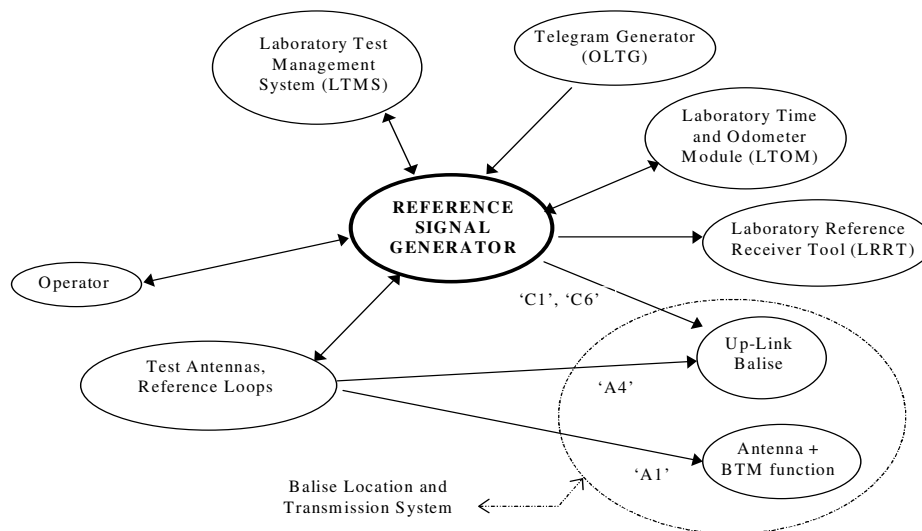 Laboratory Test
Management
System (LTMS)
Telegram Generator
(OLTG)
Laboratory Time
and Odometer
Module (LTOM)
REFERENCE
SIGNAL
GENERATOR
Laboratory Reference
Receiver Tool (LRRT)
Operator
‘C1’, ‘C6’
Up-Link
Balise
Test Antennas,
Reference Loops
‘A4’
Antenna +
BTM function
‘A1’
Balise Location and
Transmission System